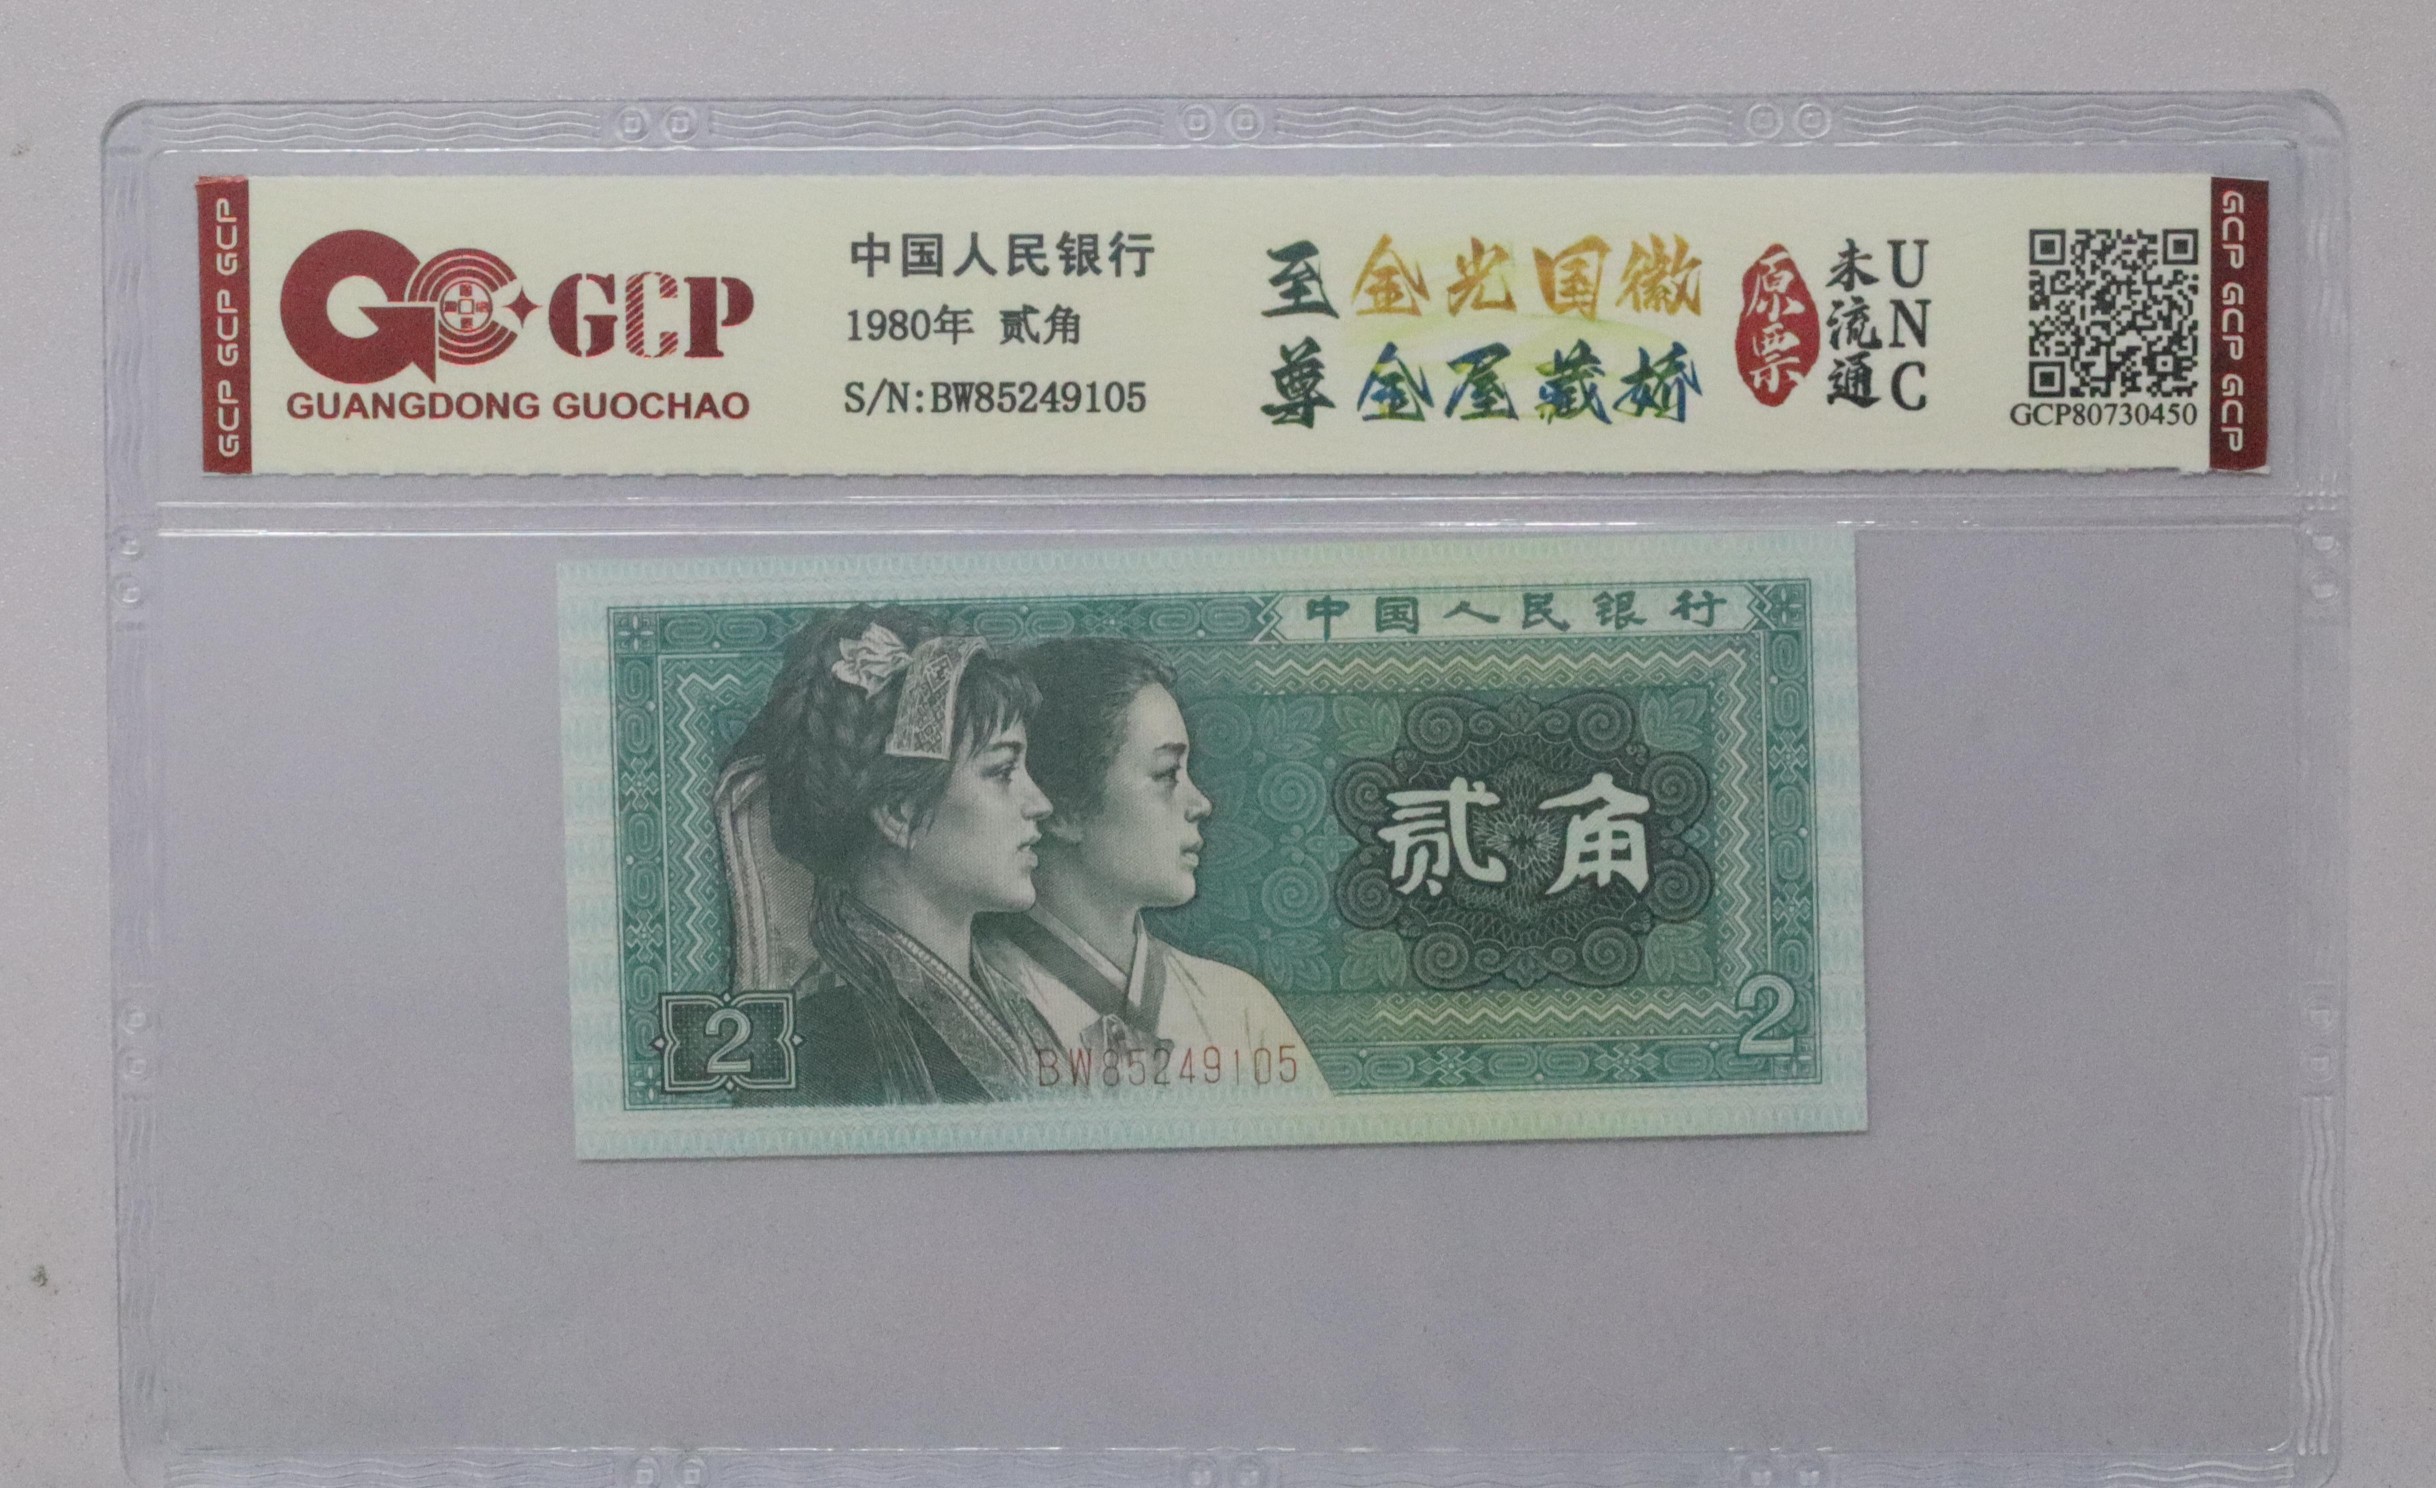 GCP GCP GCP
GCP
GUANGDONG GUOCHAO
中国人民银行
1980年 贰角
S/N:BW85249105
至尊
金光国徽
金屋藏娇
原票
未流通
UNC
GCP80730450
GCP GCP GCP
中国人民银行
贰角
2
2
BW85249105